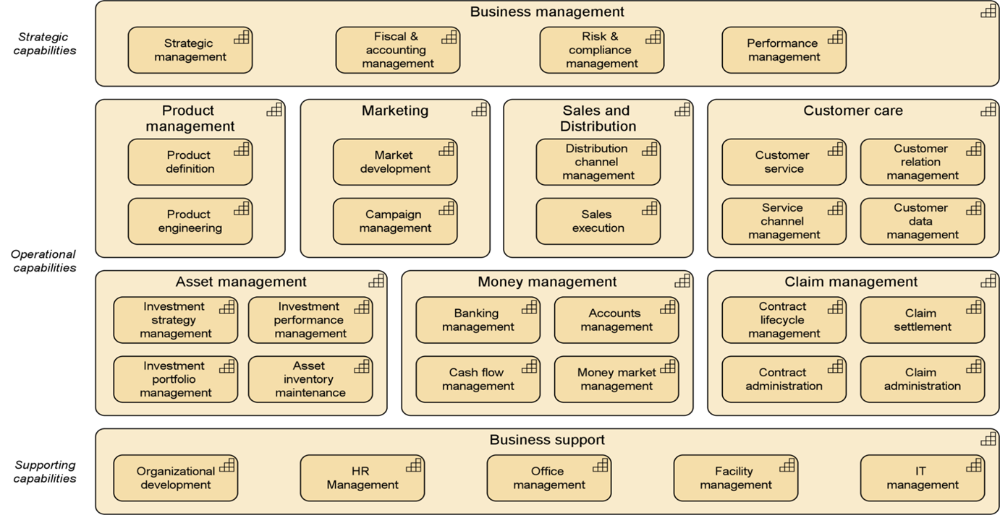 Business management
Strategic
capabilities
Strategic
management
Fiscal &
accounting
management
Risk &
compliance
management
Performance
management
Operational
capabilities
Product
management
Product
definition
Product
engineering
Marketing
Market
development
Campaign
management
Sales and
Distribution
Distribution
channel
management
Sales
execution
Customer care
Customer
service
Customer
relation
management
Service
channel
management
Customer
data
management
Asset management
Investment
strategy
management
Investment
performance
management
Investment
portfolio
management
Asset
inventory
maintenance
Money management
Banking
management
Accounts
management
Cash flow
management
Money market
management
Claim management
Contract
lifecycle
management
Claim
settlement
Contract
administration
Claim
administration
Supporting
capabilities
Business support
Organizational
development
HR
Management
Office
management
Facility
management
IT
management